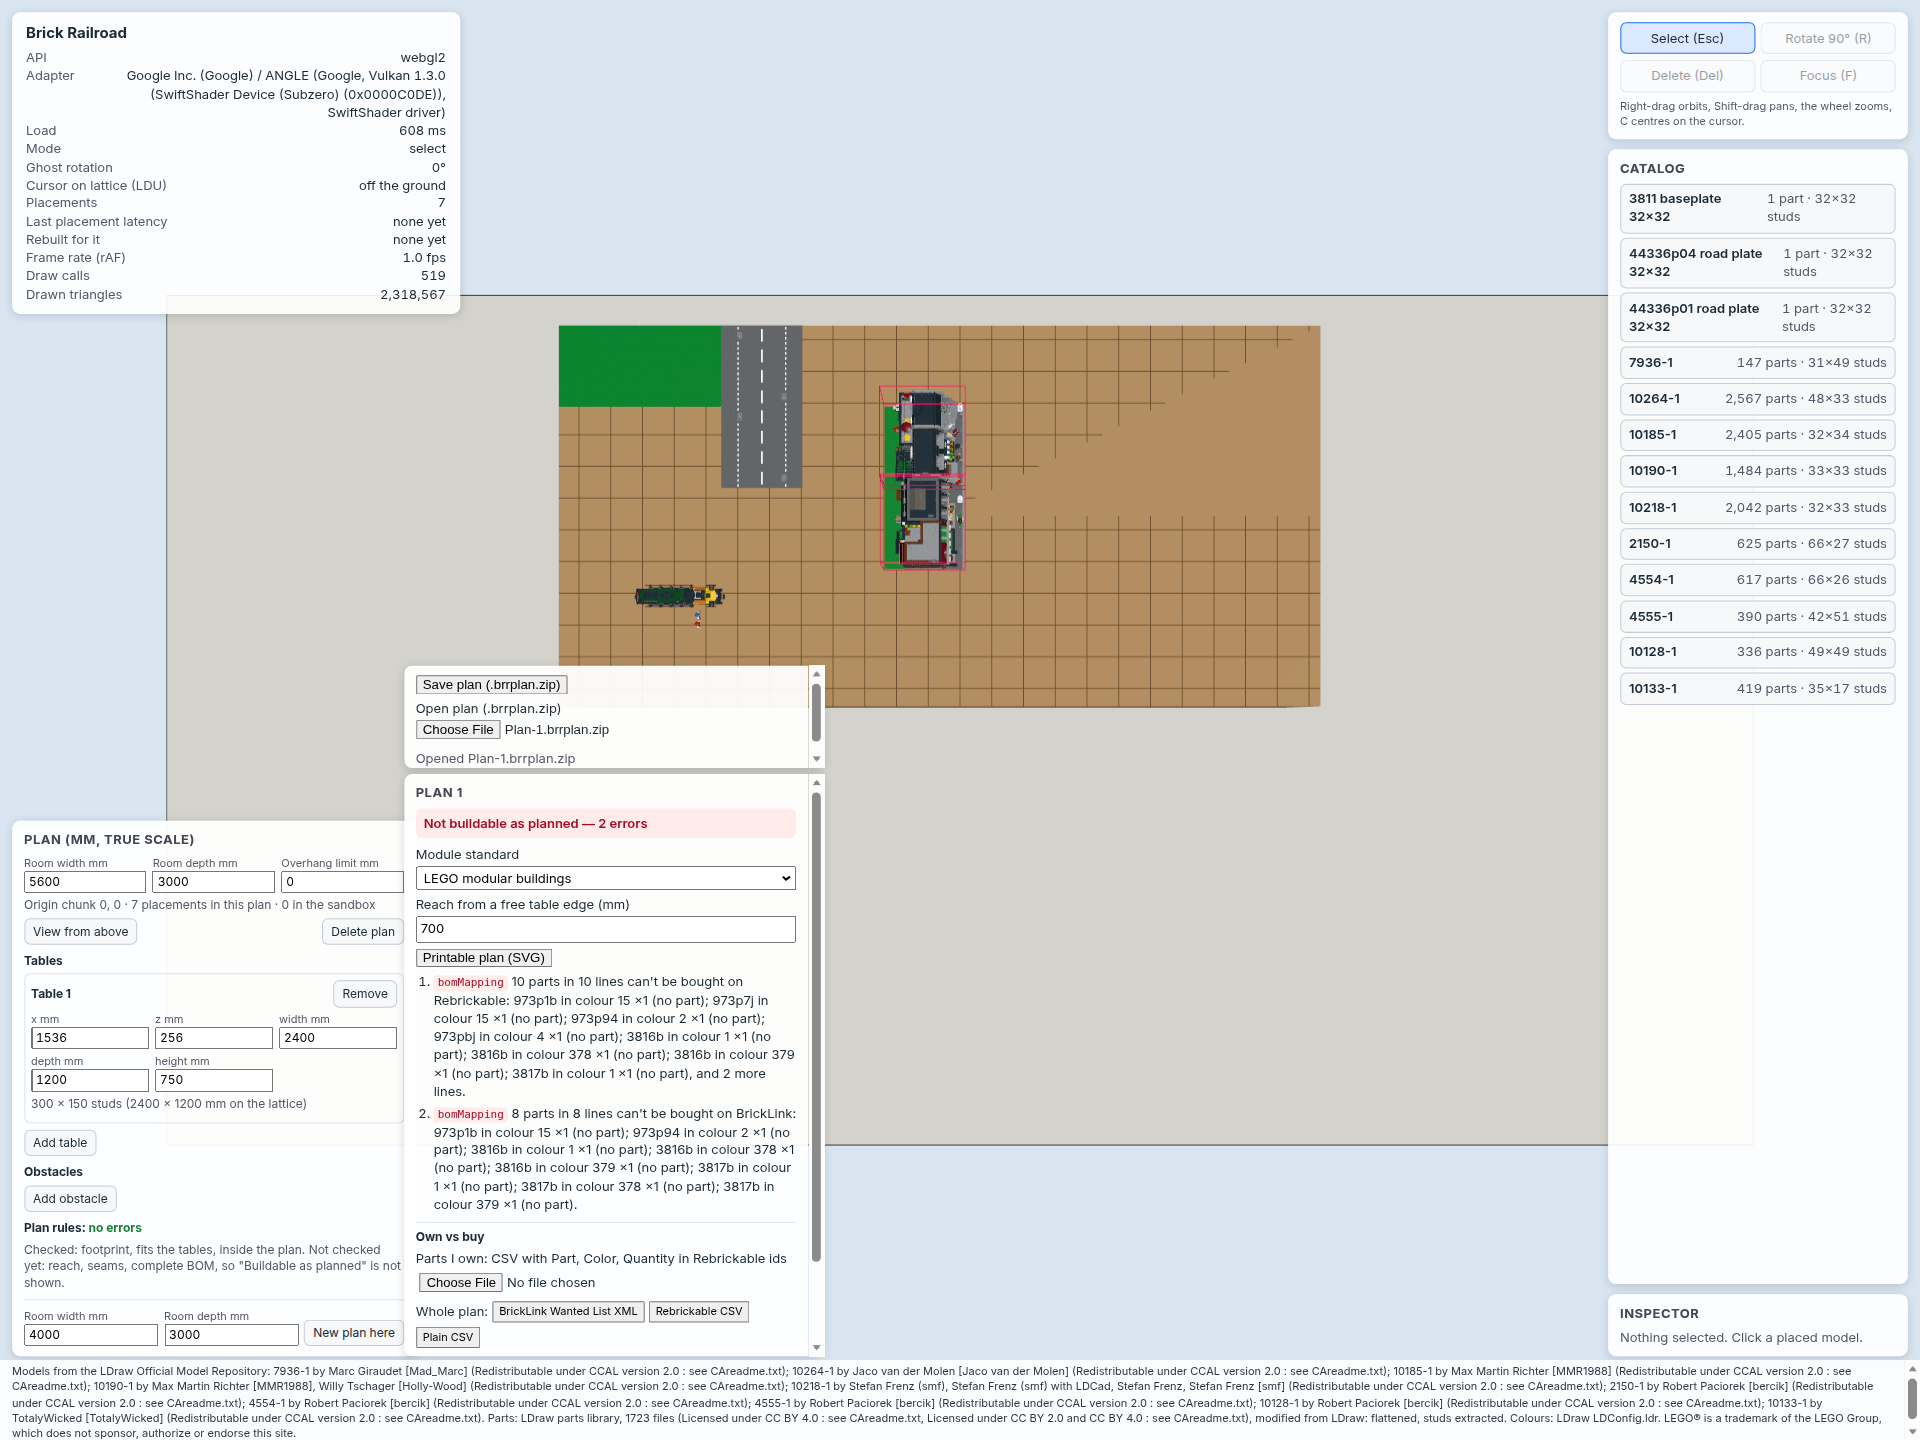 Brick Railroad
API webgl2
Adapter Google Inc. (Google) / ANGLE (Google, Vulkan 1.3.0
(SwiftShader Device (Subzero) (0x0000C0DE)),
SwiftShader driver)
Load 608 ms
Mode select
Ghost rotation 0°
Cursor on lattice (LDU) off the ground
Placements 7
Last placement latency none yet
Rebuilt for it none yet
Frame rate (rAF) 1.0 fps
Draw calls 519
Drawn triangles 2,318,567
Select (Esc) Rotate 90° (R)
Delete (Del) Focus (F)
Right-drag orbits, Shift-drag pans, the wheel zooms,
C centres on the cursor.
CATALOG
3811 baseplate 1 part · 32×32
32×32 studs
44336p04 road plate 1 part · 32×32
32×32 studs
44336p01 road plate 1 part · 32×32
32×32 studs
7936-1 147 parts · 31×49 studs
10264-1 2,567 parts · 48×33 studs
10185-1 2,405 parts · 32×34 studs
10190-1 1,484 parts · 33×33 studs
10218-1 2,042 parts · 32×33 studs
2150-1 625 parts · 66×27 studs
4554-1 617 parts · 66×26 studs
4555-1 390 parts · 42×51 studs
10128-1 336 parts · 49×49 studs
10133-1 419 parts · 35×17 studs
INSPECTOR
Nothing selected. Click a placed model.
Save plan (.brrplan.zip)
Open plan (.brrplan.zip)
Choose File Plan-1.brrplan.zip
Opened Plan-1.brrplan.zip
PLAN 1
Not buildable as planned — 2 errors
Module standard
LEGO modular buildings
Reach from a free table edge (mm)
700
Printable plan (SVG)
1. bomMapping 10 parts in 10 lines can't be bought on
Rebrickable: 973p1b in colour 15 ×1 (no part); 973p7j in
colour 15 ×1 (no part); 973p94 in colour 2 ×1 (no part);
973pbj in colour 4 ×1 (no part); 3816b in colour 1 ×1 (no
part); 3816b in colour 378 ×1 (no part); 3816b in colour 379
×1 (no part); 3817b in colour 1 ×1 (no part), and 2 more
lines.
2. bomMapping 8 parts in 8 lines can't be bought on BrickLink:
973p1b in colour 15 ×1 (no part); 973p94 in colour 2 ×1 (no
part); 3816b in colour 1 ×1 (no part); 3816b in colour 378 ×1
(no part); 3816b in colour 379 ×1 (no part); 3817b in colour
1 ×1 (no part); 3817b in colour 378 ×1 (no part); 3817b in
colour 379 ×1 (no part).
Own vs buy
Parts I own: CSV with Part, Color, Quantity in Rebrickable ids
Choose File No file chosen
Whole plan: BrickLink Wanted List XML Rebrickable CSV
Plain CSV
PLAN (MM, TRUE SCALE)
Room width mm Room depth mm Overhang limit mm
5600 3000 0
Origin chunk 0, 0 · 7 placements in this plan · 0 in the sandbox
View from above Delete plan
Tables
Table 1 Remove
x mm z mm width mm
1536 256 2400
depth mm height mm
1200 750
300 × 150 studs (2400 × 1200 mm on the lattice)
Add table
Obstacles
Add obstacle
Plan rules: no errors
Checked: footprint, fits the tables, inside the plan. Not checked
yet: reach, seams, complete BOM, so "Buildable as planned" is not
shown.
Room width mm Room depth mm
4000 3000 New plan here
Models from the LDraw Official Model Repository: 7936-1 by Marc Giraudet [Mad_Marc] (Redistributable under CCAL version 2.0 : see CAreadme.txt); 10264-1 by Jaco van der Molen [Jaco van der Molen] (Redistributable under CCAL version 2.0 : see CAreadme.txt); 10185-1 by Max Martin Richter [MMR1988] (Redistributable under CCAL version 2.0 : see
CAreadme.txt); 10190-1 by Max Martin Richter [MMR1988], Willy Tschager [Holly-Wood] (Redistributable under CCAL version 2.0 : see CAreadme.txt); 10218-1 by Stefan Frenz (smf), Stefan Frenz (smf) with LDCad, Stefan Frenz, Stefan Frenz [smf] (Redistributable under CCAL version 2.0 : see CAreadme.txt); 2150-1 by Robert Paciorek [bercik] (Redistributable
under CCAL version 2.0 : see CAreadme.txt); 4554-1 by Robert Paciorek [bercik] (Redistributable under CCAL version 2.0 : see CAreadme.txt); 4555-1 by Robert Paciorek [bercik] (Redistributable under CCAL version 2.0 : see CAreadme.txt); 10128-1 by Robert Paciorek [bercik] (Redistributable under CCAL version 2.0 : see CAreadme.txt); 10133-1 by
TotalyWicked [TotalyWicked] (Redistributable under CCAL version 2.0 : see CAreadme.txt). Parts: LDraw parts library, 1723 files (Licensed under CC BY 4.0 : see CAreadme.txt, Licensed under CC BY 2.0 and CC BY 4.0 : see CAreadme.txt), modified from LDraw: flattened, studs extracted. Colours: LDraw LDConfig.ldr. LEGO® is a trademark of the LEGO Group,
which does not sponsor, authorize or endorse this site.